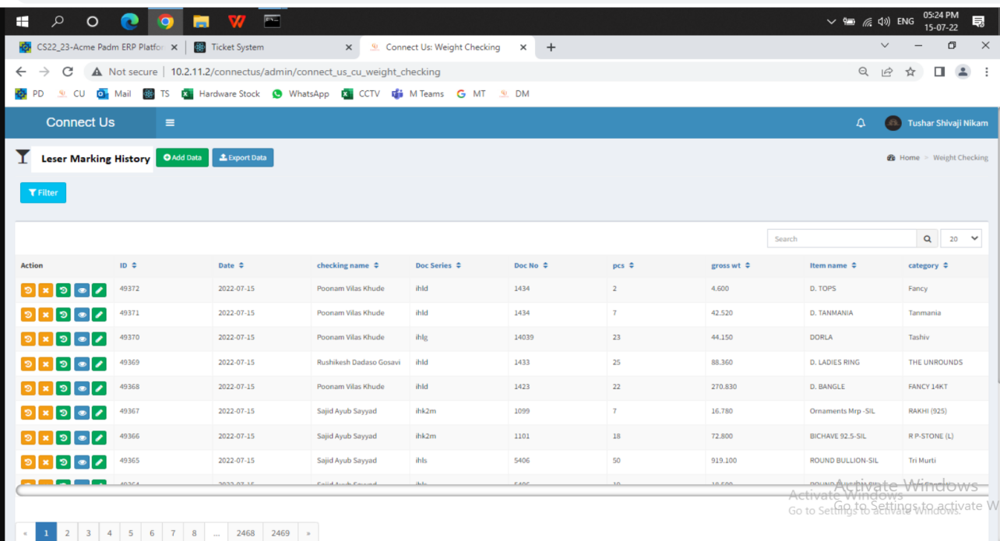 05:24 PM
ENG
15-07-22
CS22_23-Acme Padm ERP Platfor
Ticket System
Connect Us: Weight Checking
Not secure | 10.2.11.2/connectus/admin/connect_us_cu_weight_checking
PD CU Mail TS Hardware Stock WhatsApp CCTV M Teams MT DM
Connect Us
Tushar Shivaji Nikam
Leser Marking History Add Data Export Data Home > Weight Checking
Filter
Search 20
Action ID Date checking name Doc Series Doc No pcs gross wt Item name category
49372 2022-07-15 Poonam Vilas Khude ihld 1434 2 4.600 D. TOPS Fancy
49371 2022-07-15 Poonam Vilas Khude ihld 1434 7 42.520 D. TANMANIA Tanmania
49370 2022-07-15 Poonam Vilas Khude ihlg 14039 23 44.150 DORLA Tashiv
49369 2022-07-15 Rushikesh Dadaso Gosavi ihld 1433 25 88.360 D. LADIES RING THE UNROUNDS
49368 2022-07-15 Poonam Vilas Khude ihld 1423 22 270.830 D. BANGLE FANCY 14KT
49367 2022-07-15 Sajid Ayub Sayyad ihk2m 1099 7 16.780 Ornaments Mrp -SIL RAKHI (925)
49366 2022-07-15 Sajid Ayub Sayyad ihk2m 1101 18 72.800 BICHAVE 92.5-SIL R P-STONE (L)
49365 2022-07-15 Sajid Ayub Sayyad ihls 5406 50 919.100 ROUND BULLION-SIL Tri Murti
Activate Windows
Activate Windows
Go to Settings to activate W
Go to Settings to activate Windows.
« 1 2 3 4 5 6 7 8 ... 2468 2469 »